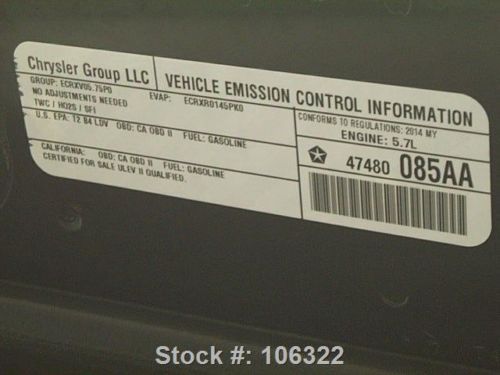 Chrysler Group LLC
VEHICLE EMISSION CONTROL INFORMATION
GROUP: ECRXV05.75P0
EVAP: ECRXR0145PK0
NO ADJUSTMENTS NEEDED
TWC / HO2S / SFI
CONFORMS TO REGULATIONS: 2014 MY
U.S. EPA: T2 B4 LDV OBD: CA OBD II FUEL: GASOLINE
ENGINE: 5.7L
CALIFORNIA: OBD: CA OBD II FUEL: GASOLINE
CERTIFIED FOR SALE ULEV II QUALIFIED.
47480 085AA
Stock #: 106322